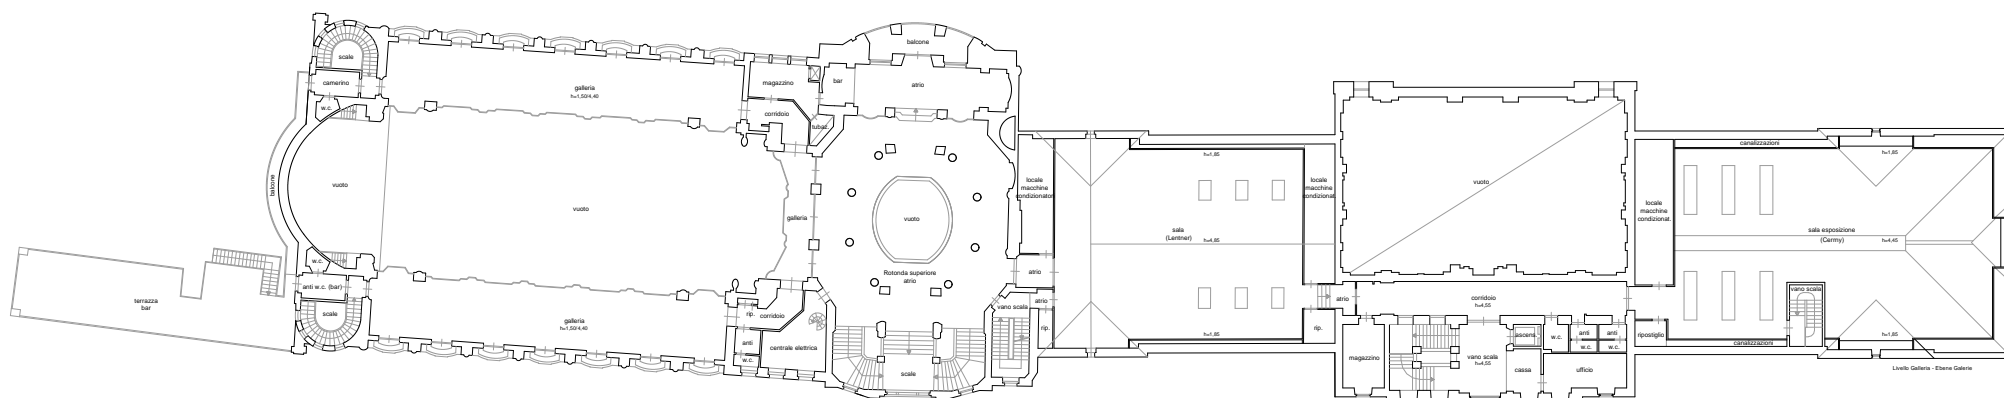 scale
camerino
w.c.
balcone
vuoto
w.c.
anti w.c. (bar)
scale
terrazza
bar
galleria
h=1,50/4,40
vuoto
galleria
h=1,50/4,40
magazzino
corridoio
tubaz.
bar
atrio
balcone
galleria
vuoto
Rotonda superiore
atrio
rip.
corridoio
anti
w.c.
centrale elettrica
scale
vano scala
atrio
atrio
rip.
locale
macchine
condizionatori
h=1,85
sala
(Lentner)
h=4,85
h=1,85
locale
macchine
condizionat.
rip.
atrio
vuoto
corridoio
h=4,55
magazzino
vano scala
h=4,55
ascens.
cassa
w.c.
anti
w.c.
anti
w.c.
ufficio
locale
macchine
condizionat.
ripostiglio
canalizzazioni
h=1,85
sala esposizione
(Cermy)
h=4,45
vano scala
h=1,85
canalizzazioni
Livello Galleria - Ebene Galerie